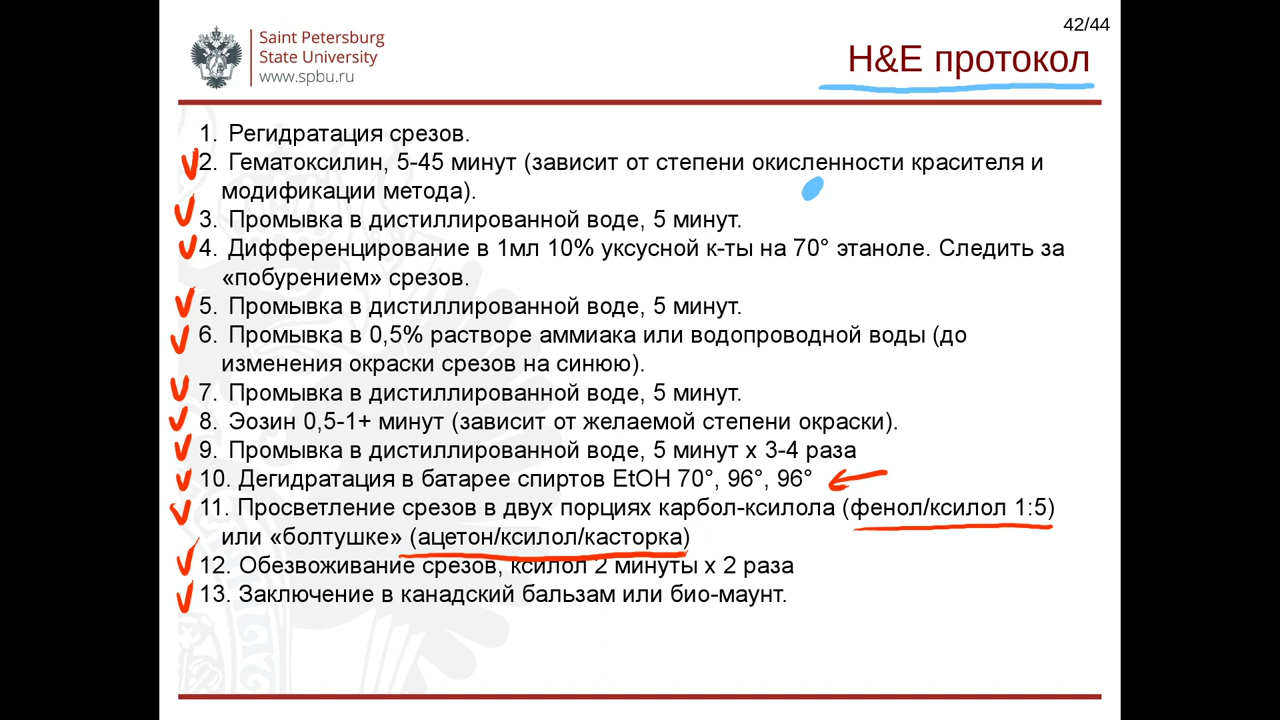 42/44
Saint Petersburg
State University
www.spbu.ru
H&E протокол
1. Регидратация срезов.
2. Гематоксилин, 5-45 минут (зависит от степени окисленности красителя и
модификации метода).
3. Промывка в дистиллированной воде, 5 минут.
4. Дифференцирование в 1мл 10% уксусной к-ты на 70° этаноле. Следить за
«побурением» срезов.
5. Промывка в дистиллированной воде, 5 минут.
6. Промывка в 0,5% растворе аммиака или водопроводной воды (до
изменения окраски срезов на синюю).
7. Промывка в дистиллированной воде, 5 минут.
8. Эозин 0,5-1+ минут (зависит от желаемой степени окраски).
9. Промывка в дистиллированной воде, 5 минут х 3-4 раза
10. Дегидратация в батарее спиртов EtOH 70°, 96°, 96°
11. Просветление срезов в двух порциях карбол-ксилола (фенол/ксилол 1:5)
или «болтушке» (ацетон/ксилол/касторка)
12. Обезвоживание срезов, ксилол 2 минуты х 2 раза
13. Заключение в канадский бальзам или био-маунт.